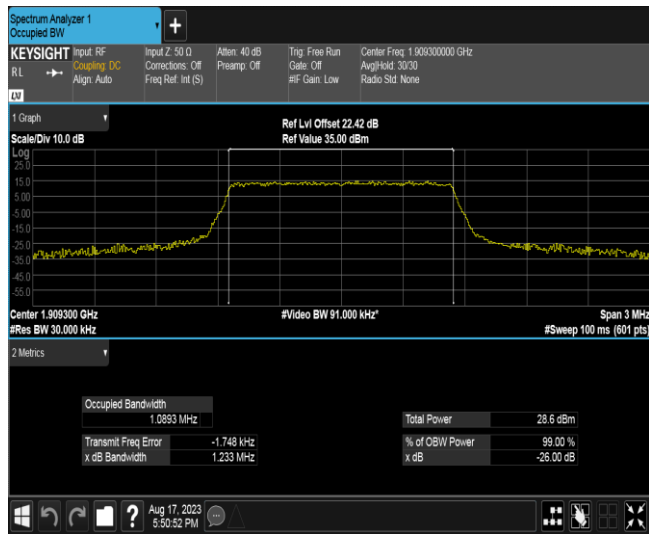 Spectrum Analyzer 1
Occupied BW
+
KEYSIGHT
RL
LXI
Input: RF
Coupling: DC
Align: Auto
Input Z: 50 Ω
Corrections: Off
Freq Ref: Int (S)
Atten: 40 dB
Preamp: Off
Trig: Free Run
Gate: Off
#IF Gain: Low
Center Freq: 1.909300000 GHz
Avg|Hold: 30/30
Radio Std: None
1 Graph
Scale/Div 10.0 dB
Ref Lvl Offset 22.42 dB
Ref Value 35.00 dBm
Log
25.0
15.0
5.00
-5.00
-15.0
-25.0
-35.0
-45.0
-55.0
Center 1.909300 GHz
#Res BW 30.000 kHz
#Video BW 91.000 kHz*
Span 3 MHz
#Sweep 100 ms (601 pts)
2 Metrics
Occupied Bandwidth
1.0893 MHz
Transmit Freq Error -1.748 kHz
x dB Bandwidth 1.233 MHz
Total Power 28.6 dBm
% of OBW Power 99.00 %
x dB -26.00 dB
?
Aug 17, 2023
5:50:52 PM